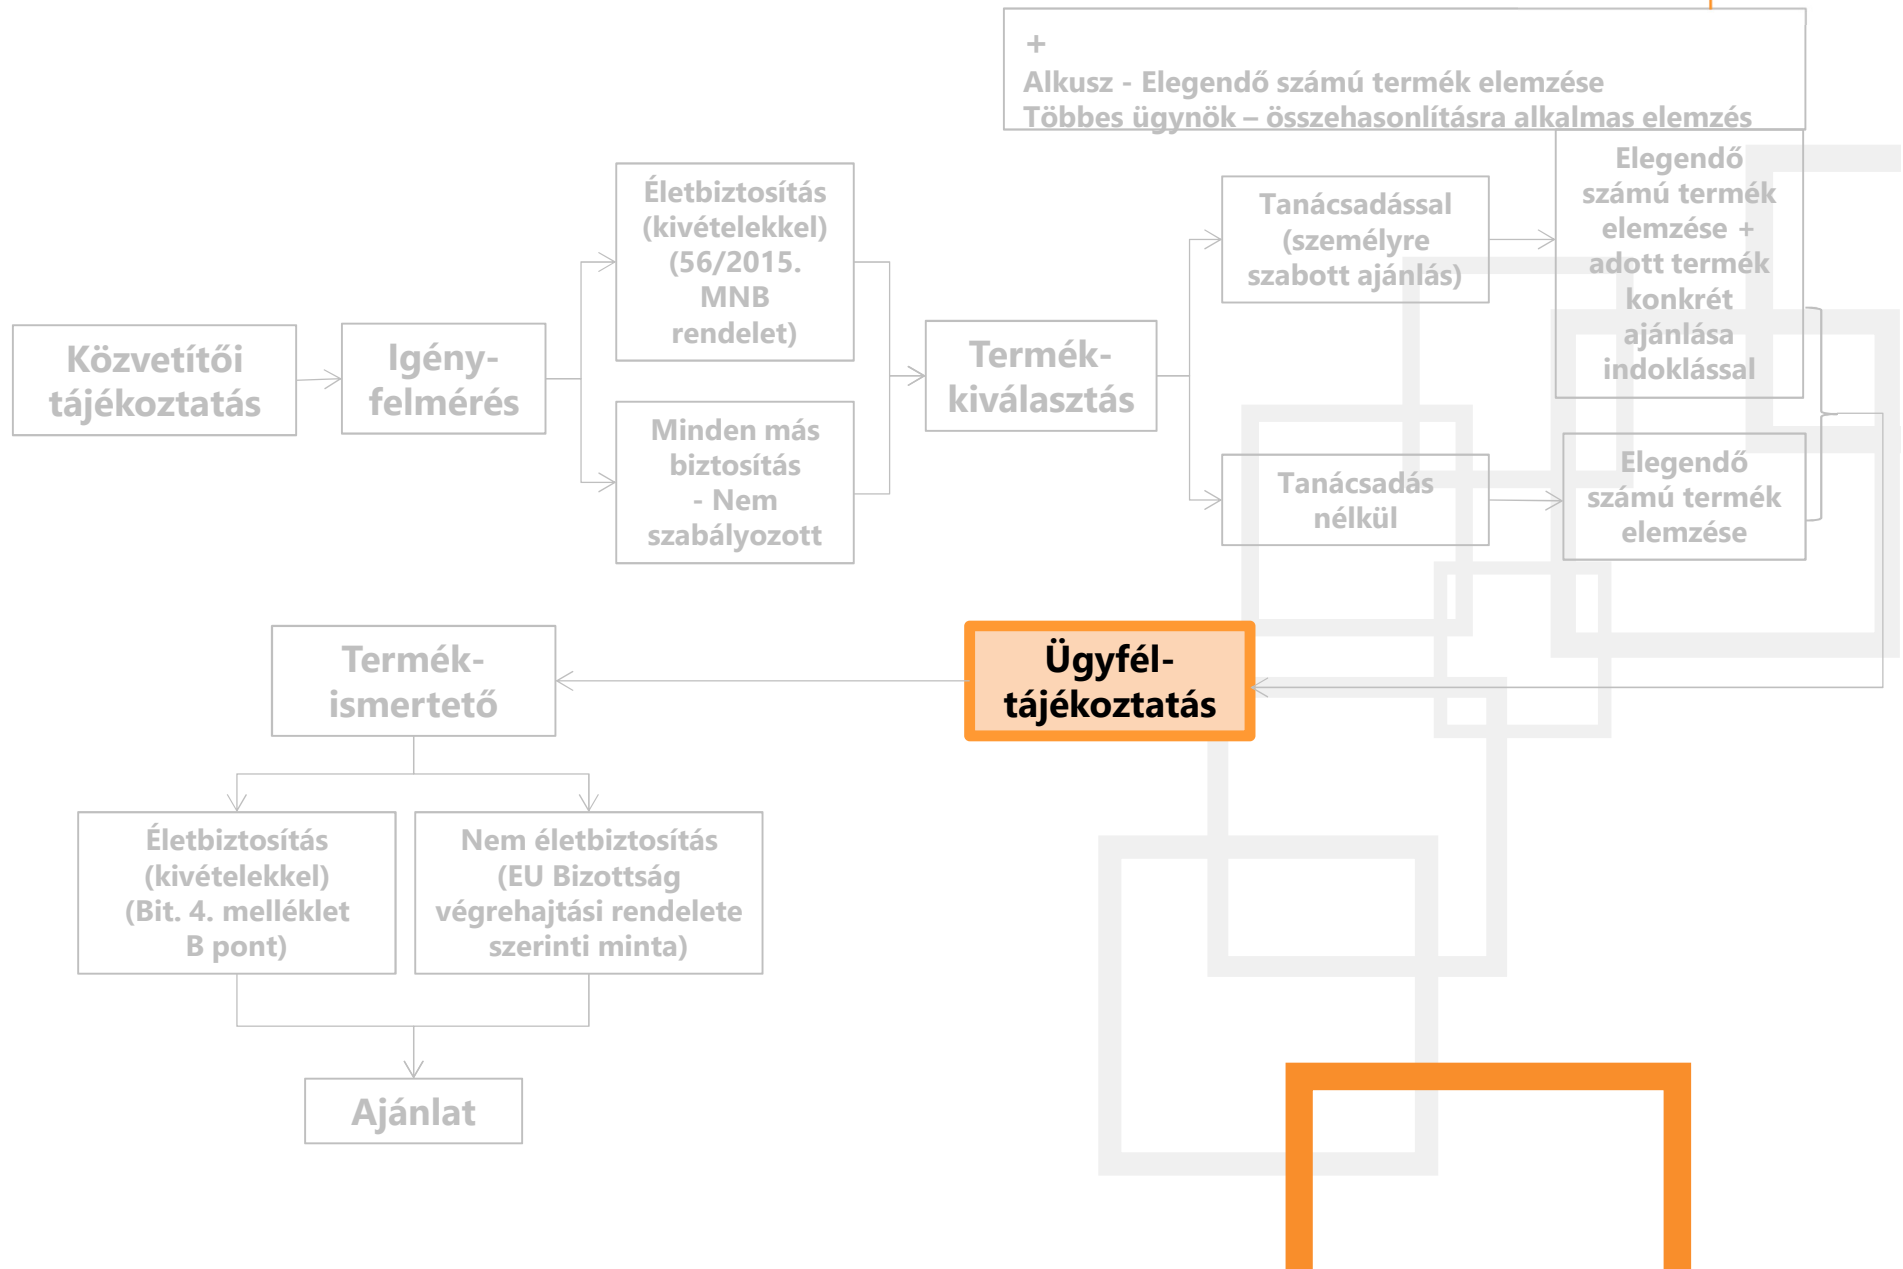 +
Alkusz - Elegendő számú termék elemzése
Többes ügynök – összehasonlításra alkalmas elemzés
Közvetítői
tájékoztatás
Igény-
felmérés
Életbiztosítás
(kivételekkel)
(56/2015.
MNB
rendelet)
Minden más
biztosítás
- Nem
szabályozott
Termék-
kiválasztás
Tanácsadással
(személyre
szabott ajánlás)
Elegendő
számú termék
elemzése +
adott termék
konkrét
ajánlása
indoklással
Tanácsadás
nélkül
Elegendő
számú termék
elemzése
Ügyfél-
tájékoztatás
Termék-
ismertető
Életbiztosítás
(kivételekkel)
(Bit. 4. melléklet
B pont)
Nem életbiztosítás
(EU Bizottság
végrehajtási rendelete
szerinti minta)
Ajánlat